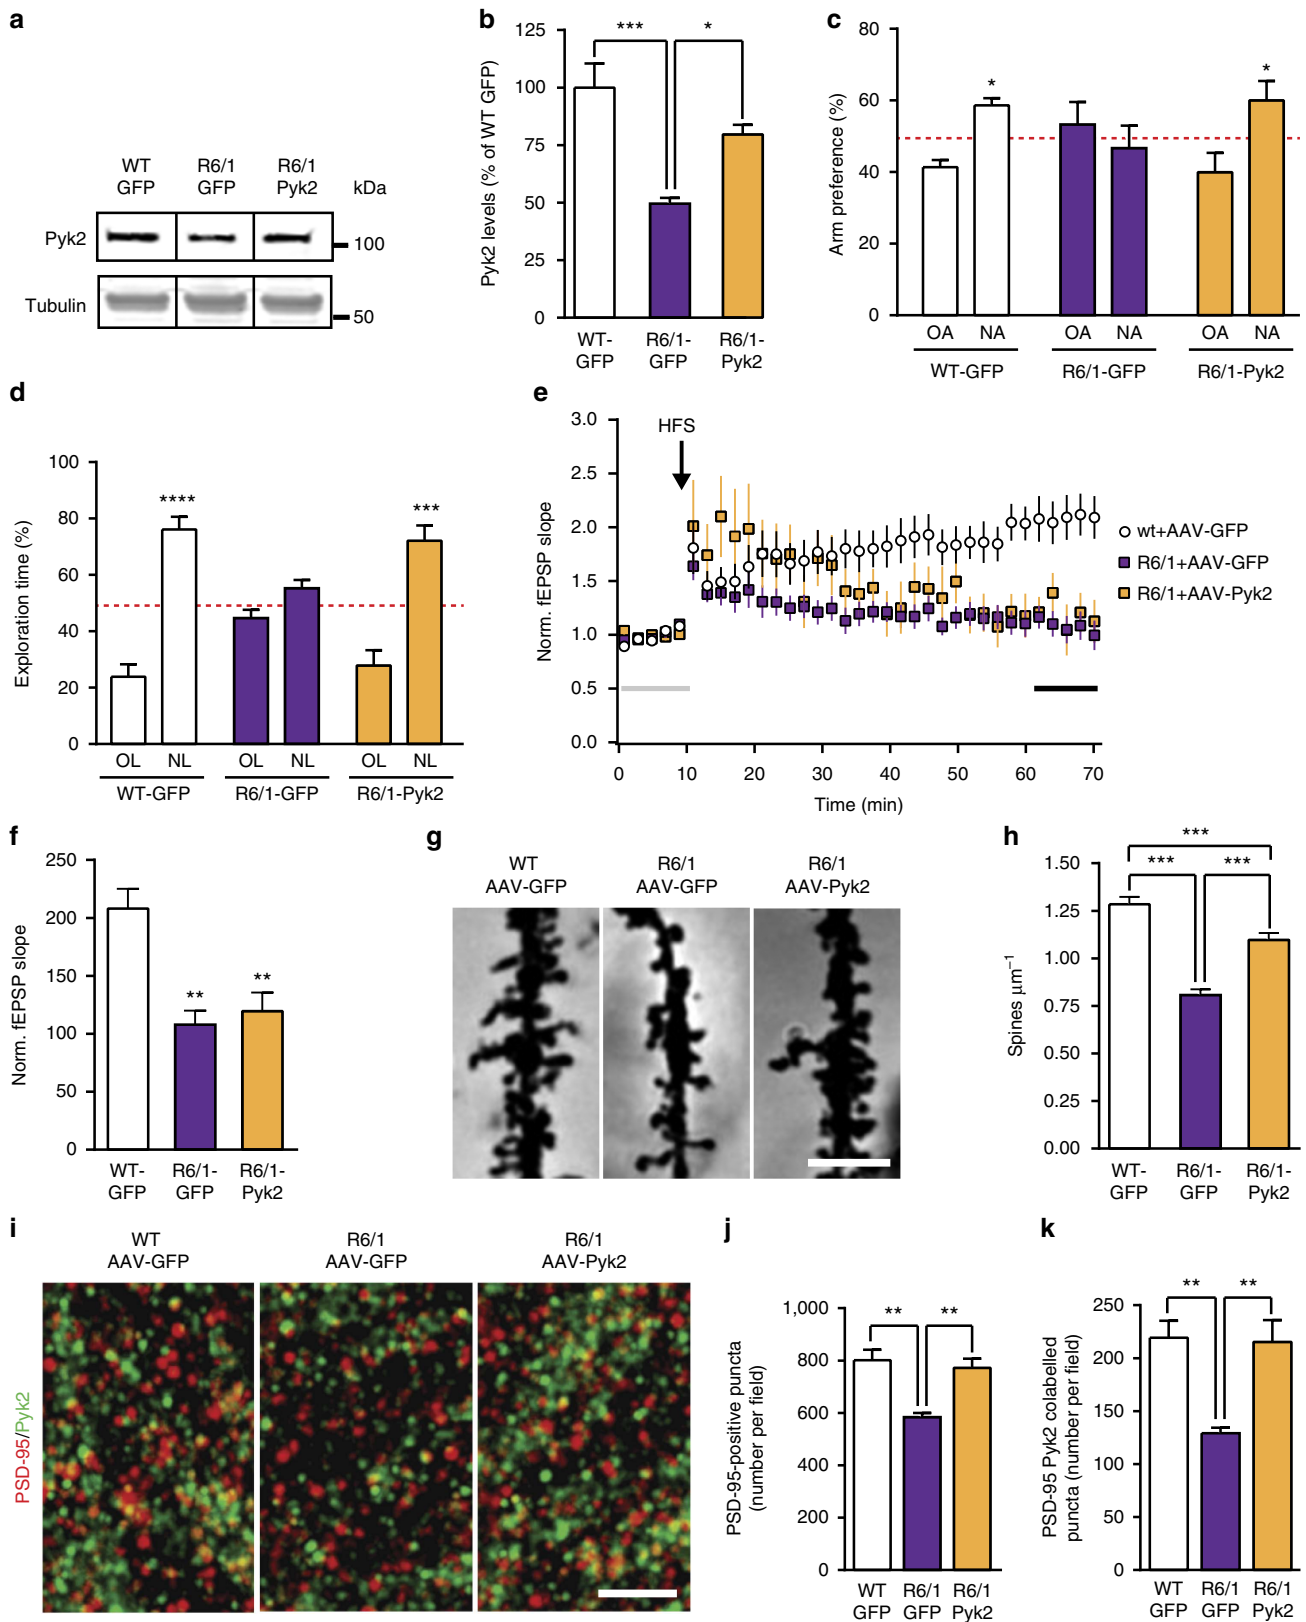 a
WT
GFP
R6/1
GFP
R6/1
Pyk2
kDa
Pyk2
100
Tubulin
50
b
Pyk2 levels (% of WT GFP)
125
100
75
50
25
0
***
*
WT-
GFP
R6/1-
GFP
R6/1-
Pyk2
c
Arm preference (%)
80
60
40
20
0
*
*
OA
NA
OA
NA
OA
NA
WT-GFP
R6/1-GFP
R6/1-Pyk2
d
Exploration time (%)
100
80
60
40
20
0
****
***
OL
NL
OL
NL
OL
NL
WT-GFP
R6/1-GFP
R6/1-Pyk2
e
Norm. fEPSP slope
3.0
2.5
2.0
1.5
1.0
0.5
0.0
HFS
0
10
20
30
40
50
60
70
Time (min)
wt+AAV-GFP
R6/1+AAV-GFP
R6/1+AAV-Pyk2
f
Norm. fEPSP slope
250
200
150
100
50
0
**
**
WT-
GFP
R6/1-
GFP
R6/1-
Pyk2
g
WT
AAV-GFP
R6/1
AAV-GFP
R6/1
AAV-Pyk2
h
Spines μm⁻¹
1.50
1.25
1.00
0.75
0.50
0.25
0.00
***
***
***
WT-
GFP
R6/1-
GFP
R6/1-
Pyk2
i
WT
AAV-GFP
R6/1
AAV-GFP
R6/1
AAV-Pyk2
PSD-95/Pyk2
j
PSD-95-positive puncta
(number per field)
1,000
800
600
400
200
0
**
**
WT
GFP
R6/1
GFP
R6/1
Pyk2
k
PSD-95 Pyk2 colabelled
puncta (number per field)
250
200
150
100
50
0
**
**
WT
GFP
R6/1
GFP
R6/1
Pyk2